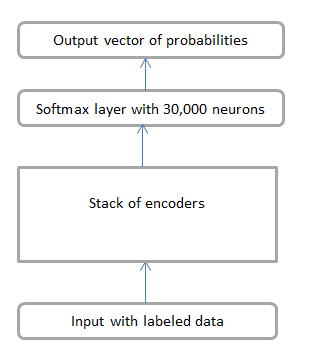 Output vector of probabilities
Softmax layer with 30,000 neurons
Stack of encoders
Input with labeled data